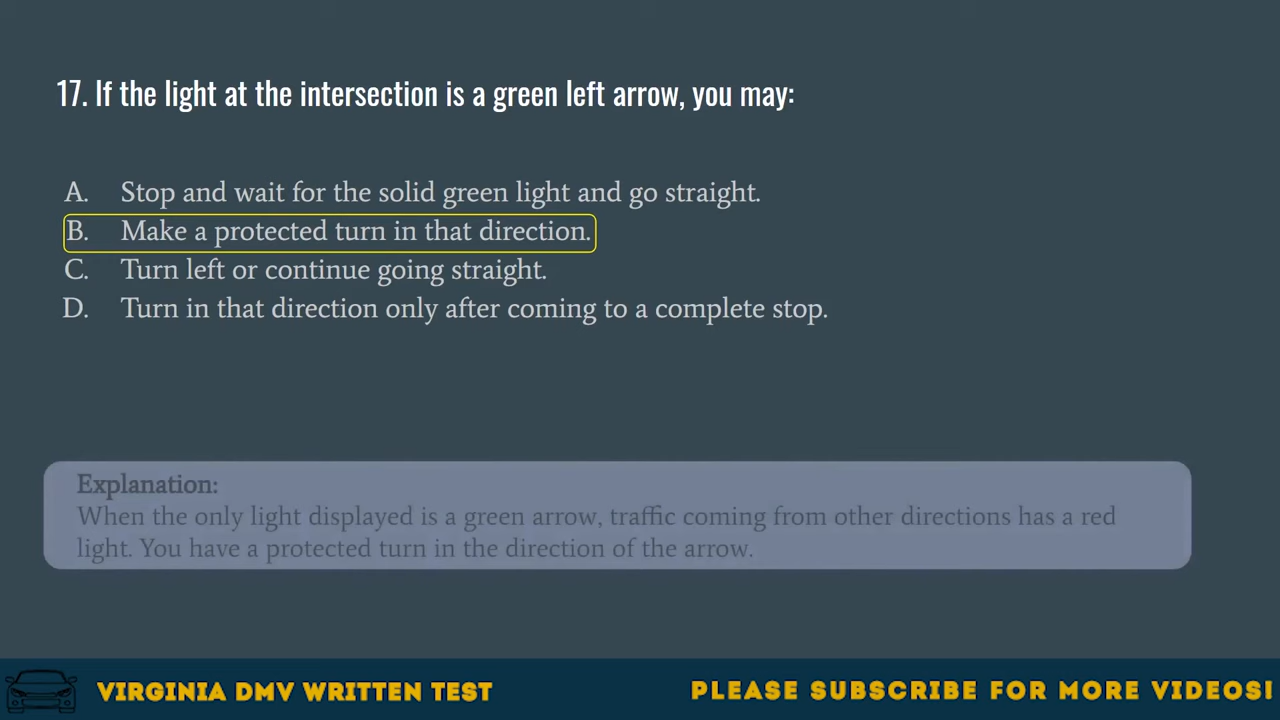 17. If the light at the intersection is a green left arrow, you may:
A. Stop and wait for the solid green light and go straight.
B. Make a protected turn in that direction.
C. Turn left or continue going straight.
D. Turn in that direction only after coming to a complete stop.
Explanation:
When the only light displayed is a green arrow, traffic coming from other directions has a red
light. You have a protected turn in the direction of the arrow.
VIRGINIA DMV WRITTEN TEST
PLEASE SUBSCRIBE FOR MORE VIDEOS!